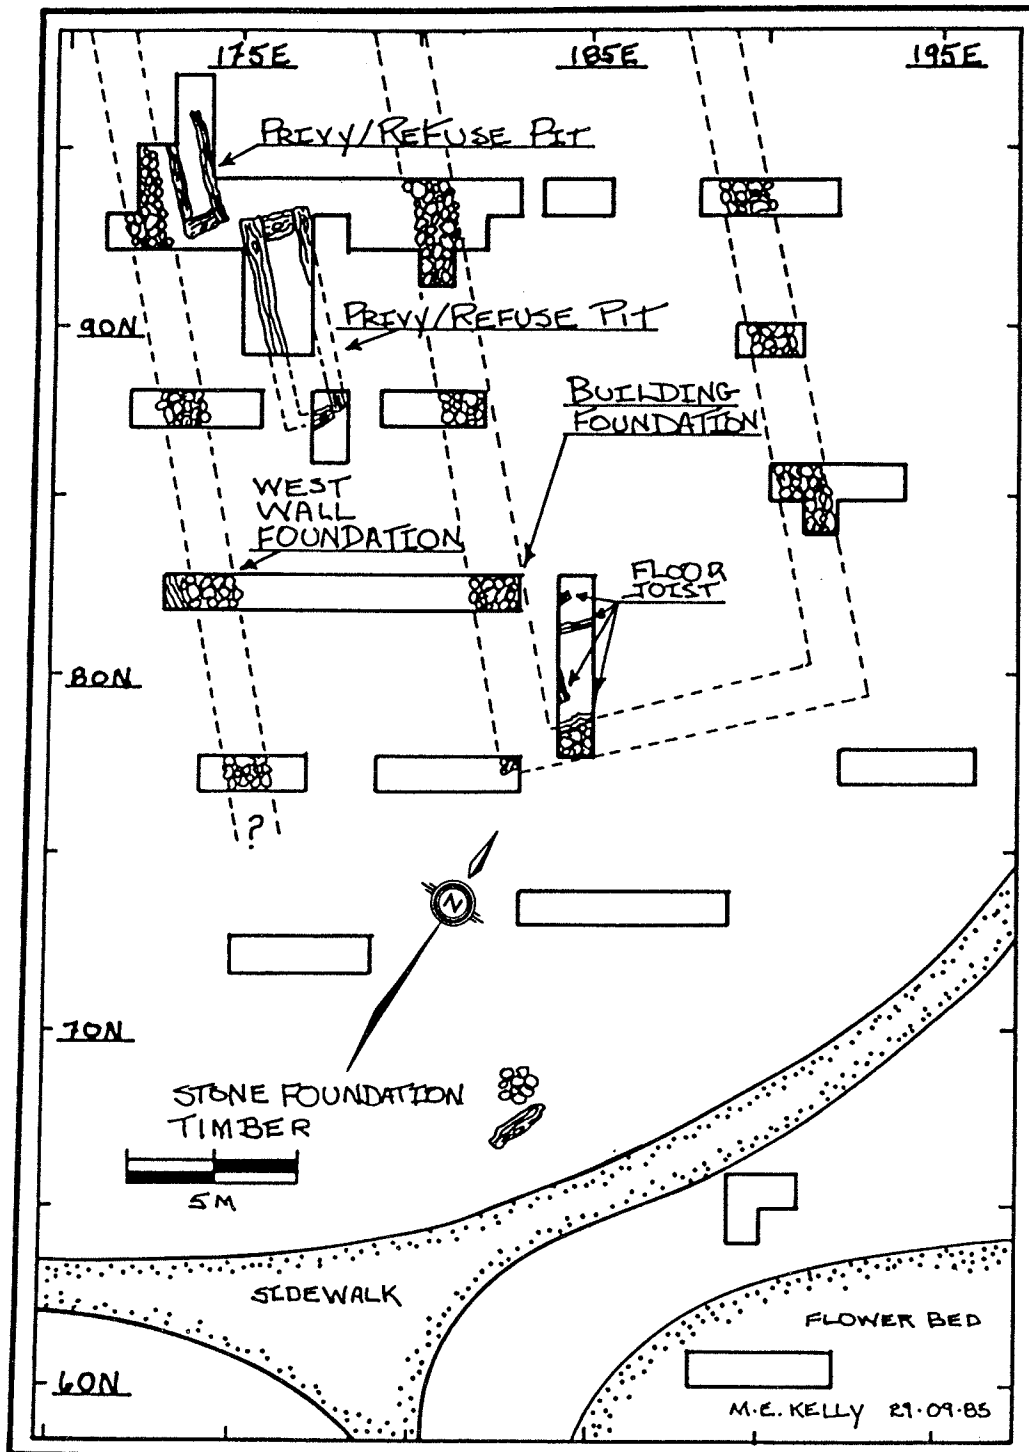 175E 185E 195E
PRIVY/REFUSE PIT
90N
PRIVY/REFUSE PIT
BUILDING
FOUNDATION
WEST
WALL
FOUNDATION
FLOOR
JOIST
80N
?
N
70N
STONE FOUNDATION
TIMBER
5M
SIDEWALK
FLOWER BED
60N
M.E. KELLY 29·09·85